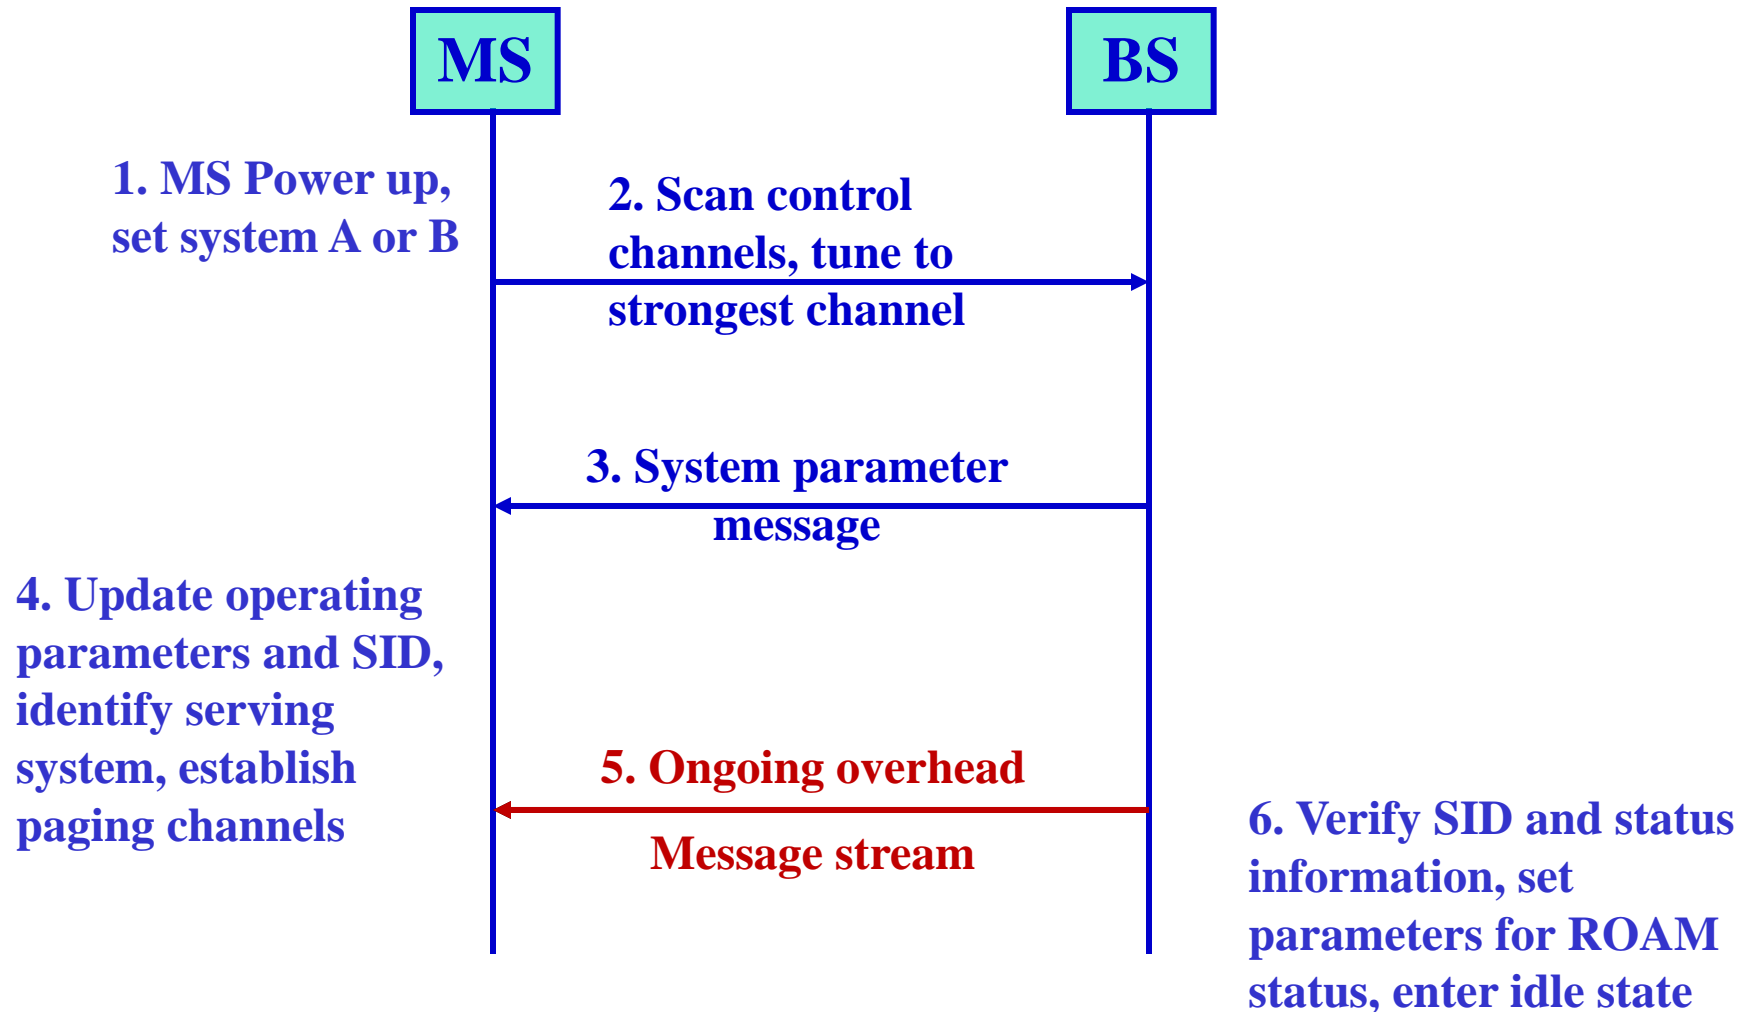 MS
BS
1. MS Power up,
set system A or B
2. Scan control
channels, tune to
strongest channel
3. System parameter
message
4. Update operating
parameters and SID,
identify serving
system, establish
paging channels
5. Ongoing overhead
Message stream
6. Verify SID and status
information, set
parameters for ROAM
status, enter idle state